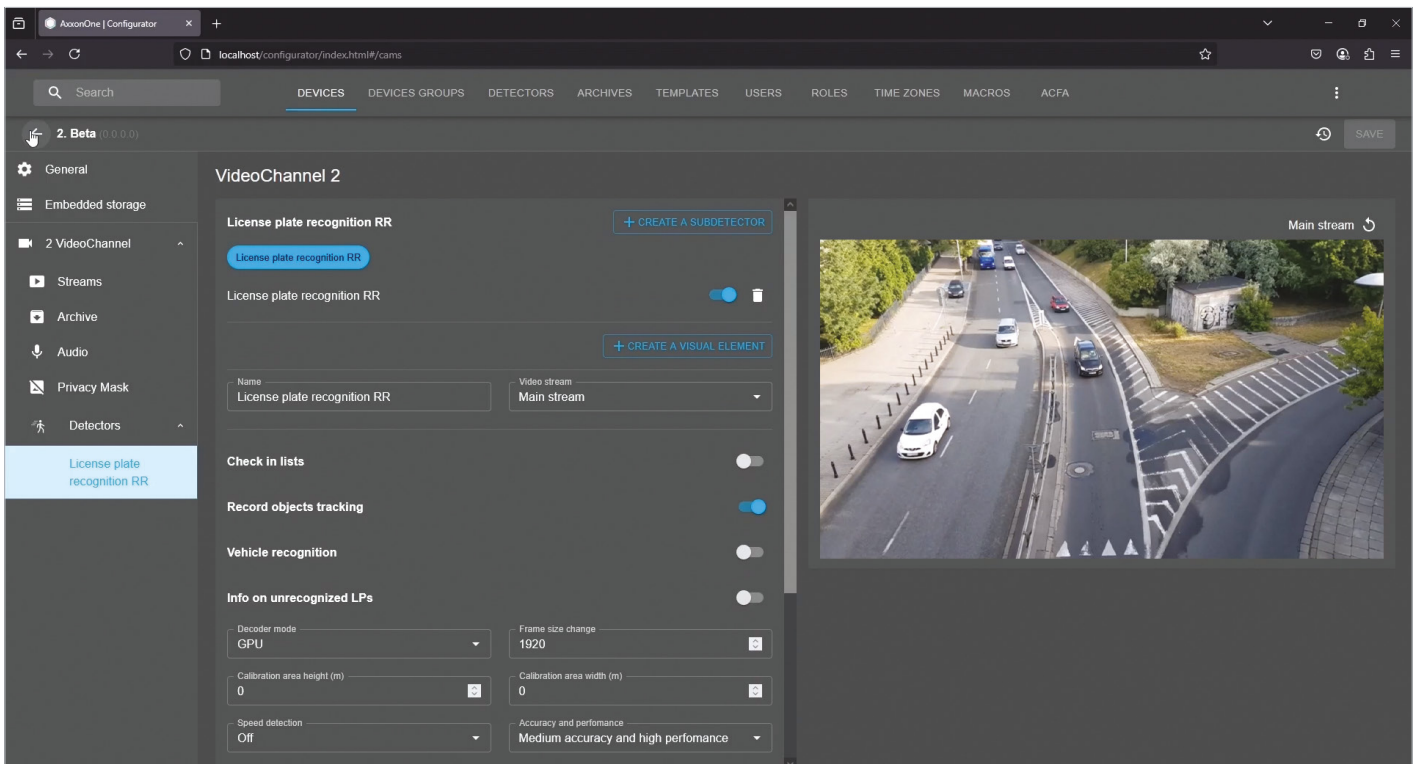 AxxonOne | Configurator
localhost/configurator/index.html#/cams
Search
DEVICES
DEVICES GROUPS
DETECTORS
ARCHIVES
TEMPLATES
USERS
ROLES
TIME ZONES
MACROS
ACFA
2. Beta (0.0.0.0)
SAVE
General
Embedded storage
2 VideoChannel
Streams
Archive
Audio
Privacy Mask
Detectors
License plate
recognition RR
VideoChannel 2
License plate recognition RR
CREATE A SUBDETECTOR
License plate recognition RR
License plate recognition RR
CREATE A VISUAL ELEMENT
Name
License plate recognition RR
Video stream
Main stream
Check in lists
Record objects tracking
Vehicle recognition
Info on unrecognized LPs
Decoder mode
GPU
Frame size change
1920
Calibration area height (m)
0
Calibration area width (m)
0
Speed detection
Off
Accuracy and perfomance
Medium accuracy and high perfomance
Main stream